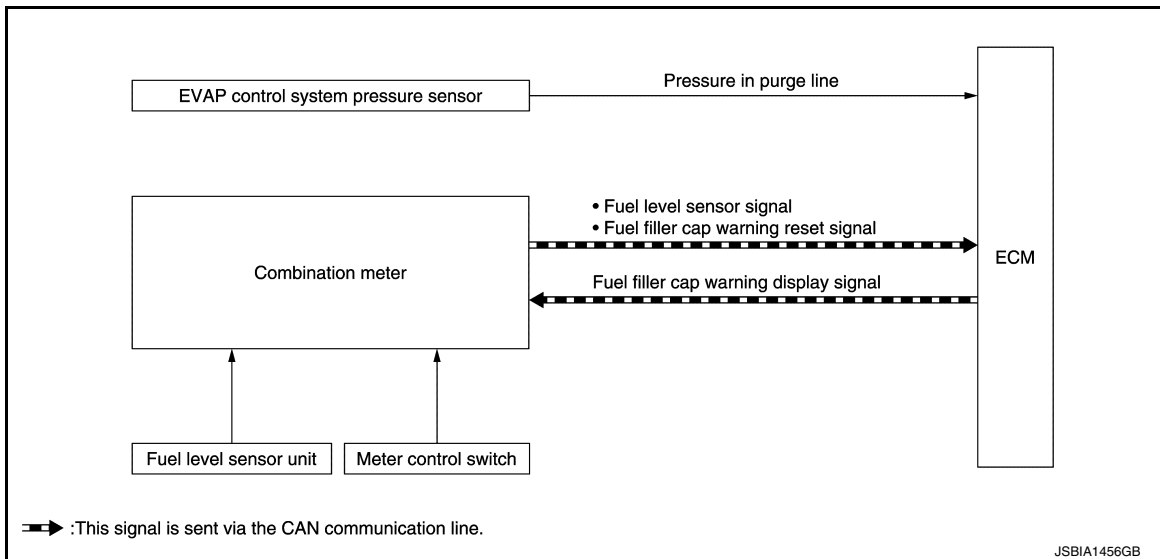 EVAP control system pressure sensor
Pressure in purge line
• Fuel level sensor signal
• Fuel filler cap warning reset signal
Combination meter
ECM
Fuel filler cap warning display signal
Fuel level sensor unit
Meter control switch
:This signal is sent via the CAN communication line.
JSBIA1456GB